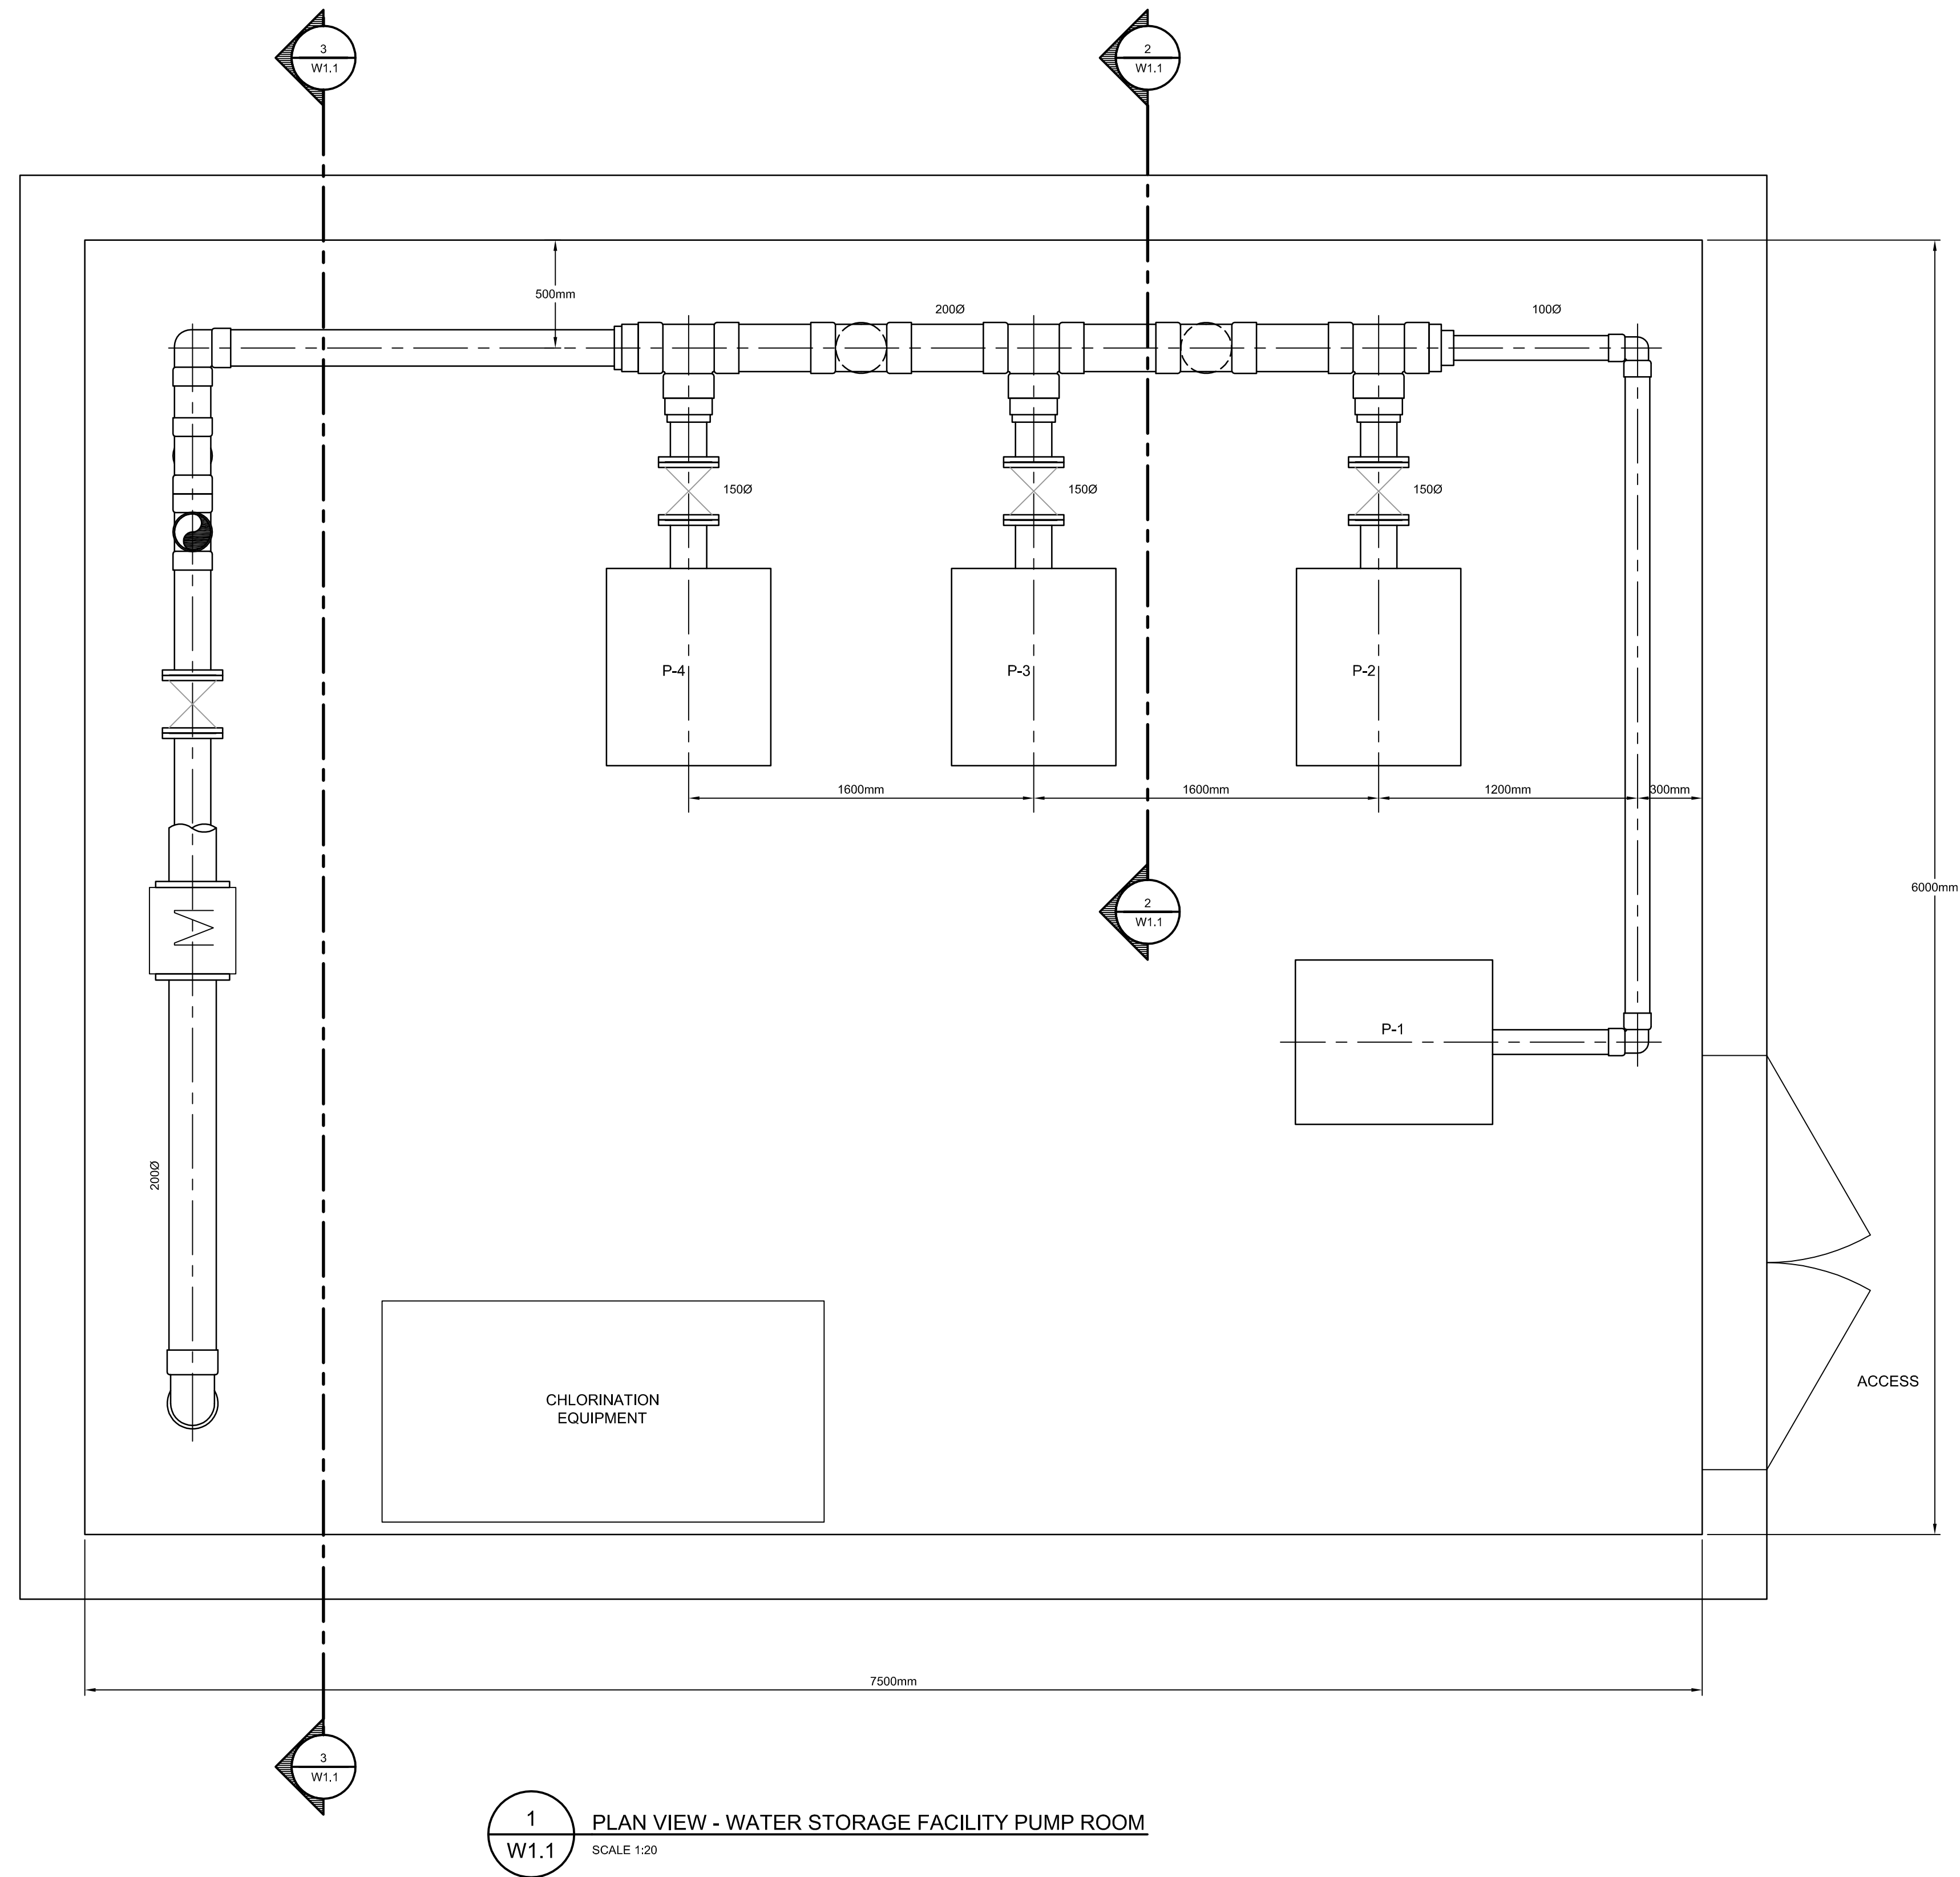 3
W1.1
2
W1.1
500mm
200Ø
100Ø
150Ø
150Ø
150Ø
P-4
P-3
P-2
1600mm
1600mm
1200mm
300mm
6000mm
2
W1.1
M
P-1
200Ø
CHLORINATION
EQUIPMENT
ACCESS
7500mm
3
W1.1
1
W1.1
PLAN VIEW - WATER STORAGE FACILITY PUMP ROOM
SCALE 1:20